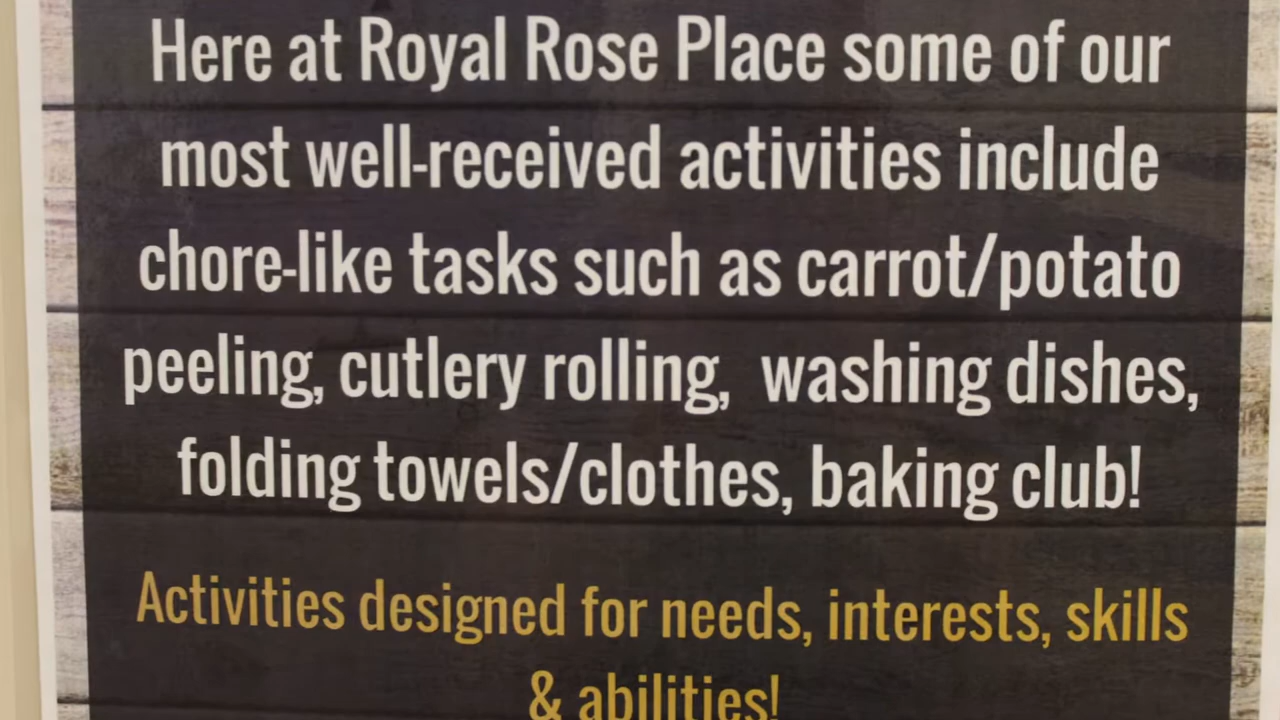 Here at Royal Rose Place some of our
most well-received activities include
chore-like tasks such as carrot/potato
peeling, cutlery rolling,  washing dishes,
folding towels/clothes, baking club!
Activities designed for needs, interests, skills
& abilities!